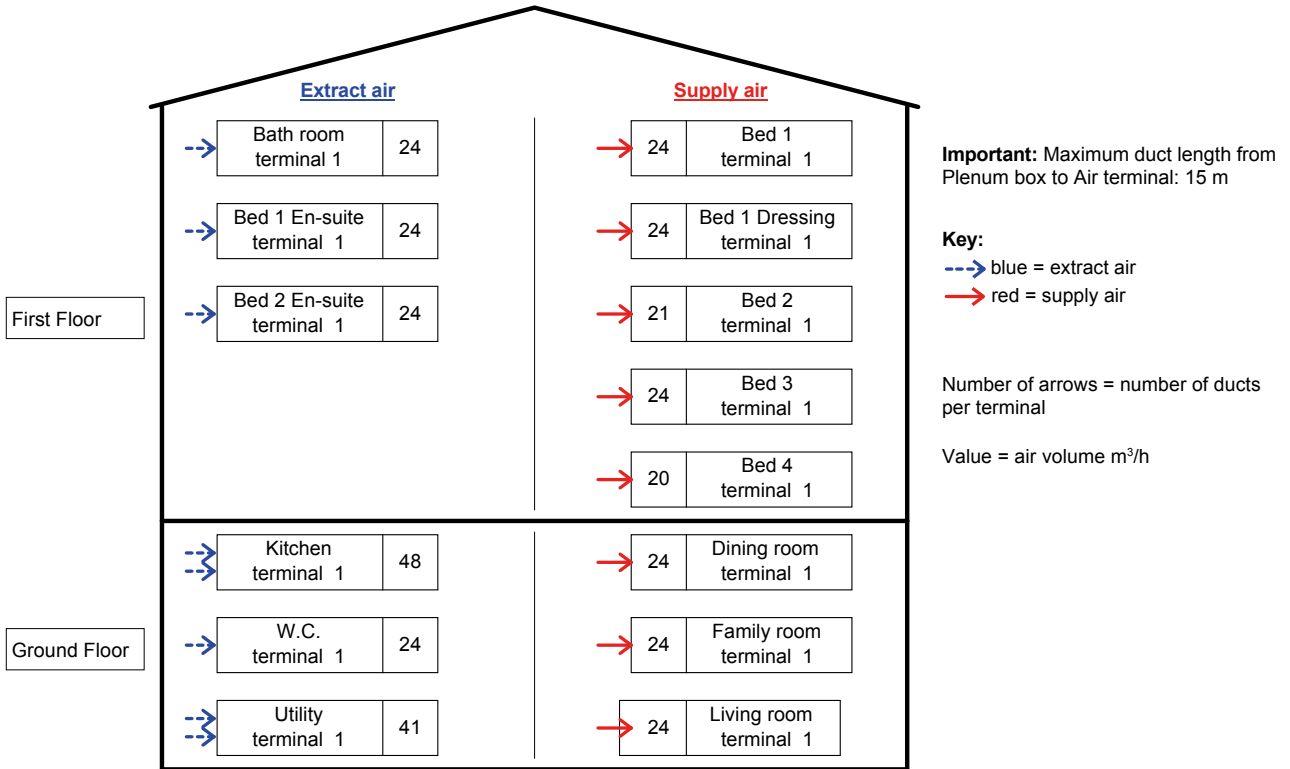 Extract air
Supply air
First Floor
Bath room
terminal 1
24
Bed 1 En-suite
terminal 1
24
Bed 2 En-suite
terminal 1
24
24
Bed 1
terminal 1
24
Bed 1 Dressing
terminal 1
21
Bed 2
terminal 1
24
Bed 3
terminal 1
20
Bed 4
terminal 1
Ground Floor
Kitchen
terminal 1
48
W.C.
terminal 1
24
Utility
terminal 1
41
24
Dining room
terminal 1
24
Family room
terminal 1
24
Living room
terminal 1
Important: Maximum duct length from
Plenum box to Air terminal: 15 m
Key:
blue = extract air
red = supply air
Number of arrows = number of ducts
per terminal
Value = air volume m³/h